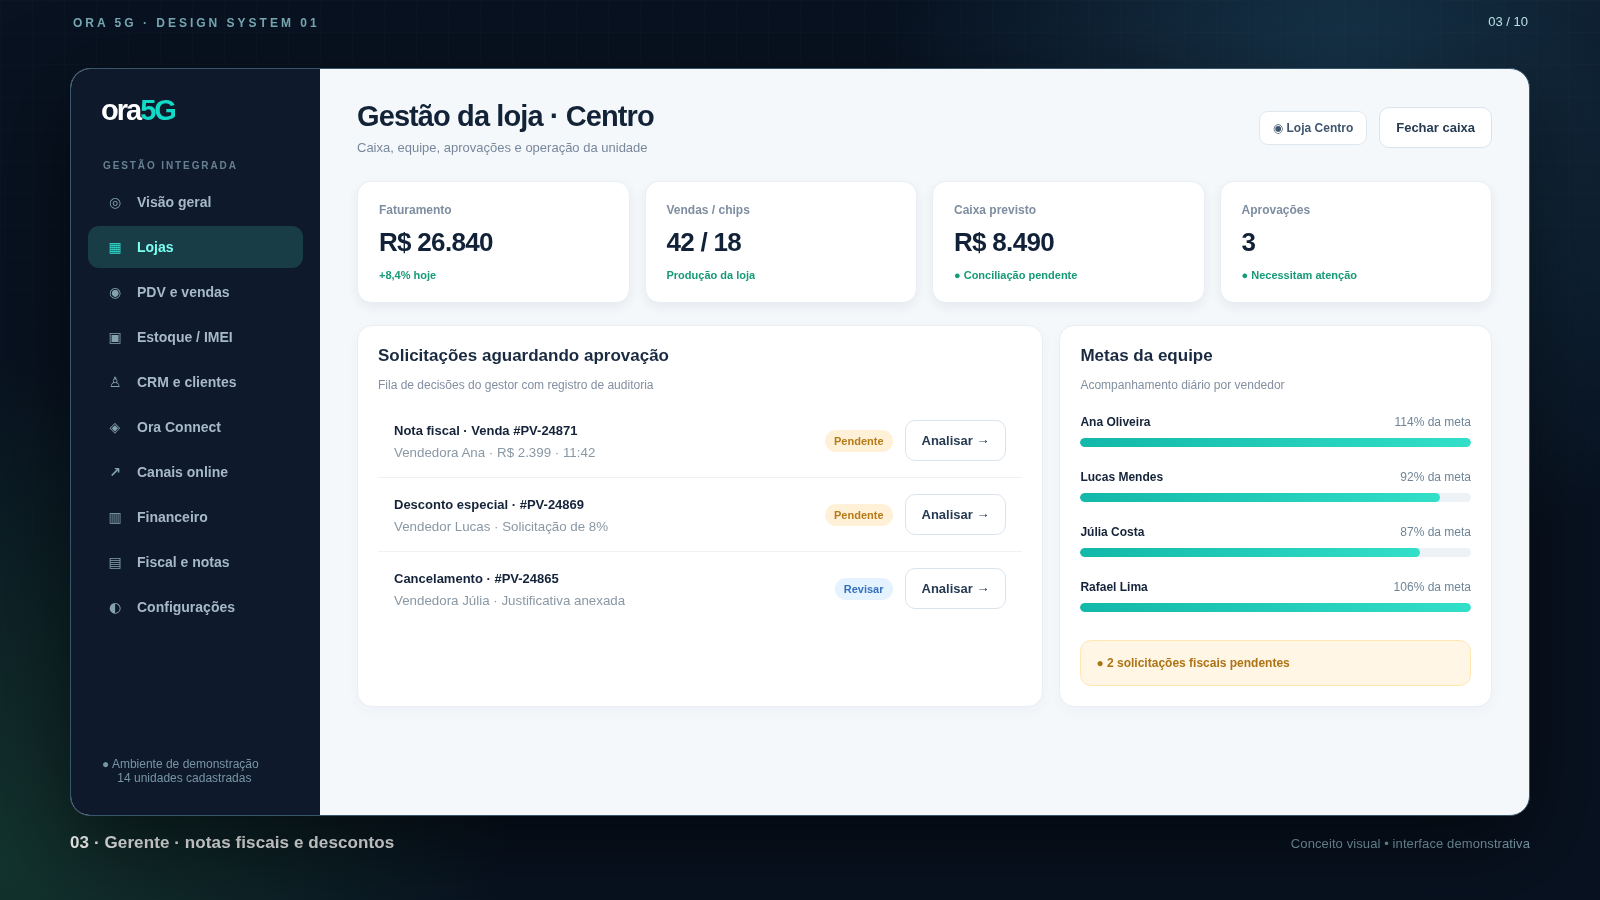 ORA 5G · DESIGN SYSTEM 01
03 / 10
ora5G
GESTÃO INTEGRADA
Visão geral
Lojas
PDV e vendas
Estoque / IMEI
CRM e clientes
Ora Connect
Canais online
Financeiro
Fiscal e notas
Configurações
● Ambiente de demonstração
14 unidades cadastradas
Gestão da loja · Centro
Caixa, equipe, aprovações e operação da unidade
◉ Loja Centro
Fechar caixa
Faturamento
R$ 26.840
+8,4% hoje
Vendas / chips
42 / 18
Produção da loja
Caixa previsto
R$ 8.490
● Conciliação pendente
Aprovações
3
● Necessitam atenção
Solicitações aguardando aprovação
Fila de decisões do gestor com registro de auditoria
Nota fiscal · Venda #PV-24871
Vendedora Ana · R$ 2.399 · 11:42
Pendente
Analisar →
Desconto especial · #PV-24869
Vendedor Lucas · Solicitação de 8%
Pendente
Analisar →
Cancelamento · #PV-24865
Vendedora Júlia · Justificativa anexada
Revisar
Analisar →
Metas da equipe
Acompanhamento diário por vendedor
Ana Oliveira 114% da meta
Lucas Mendes 92% da meta
Júlia Costa 87% da meta
Rafael Lima 106% da meta
● 2 solicitações fiscais pendentes
03 · Gerente · notas fiscais e descontos
Conceito visual • interface demonstrativa